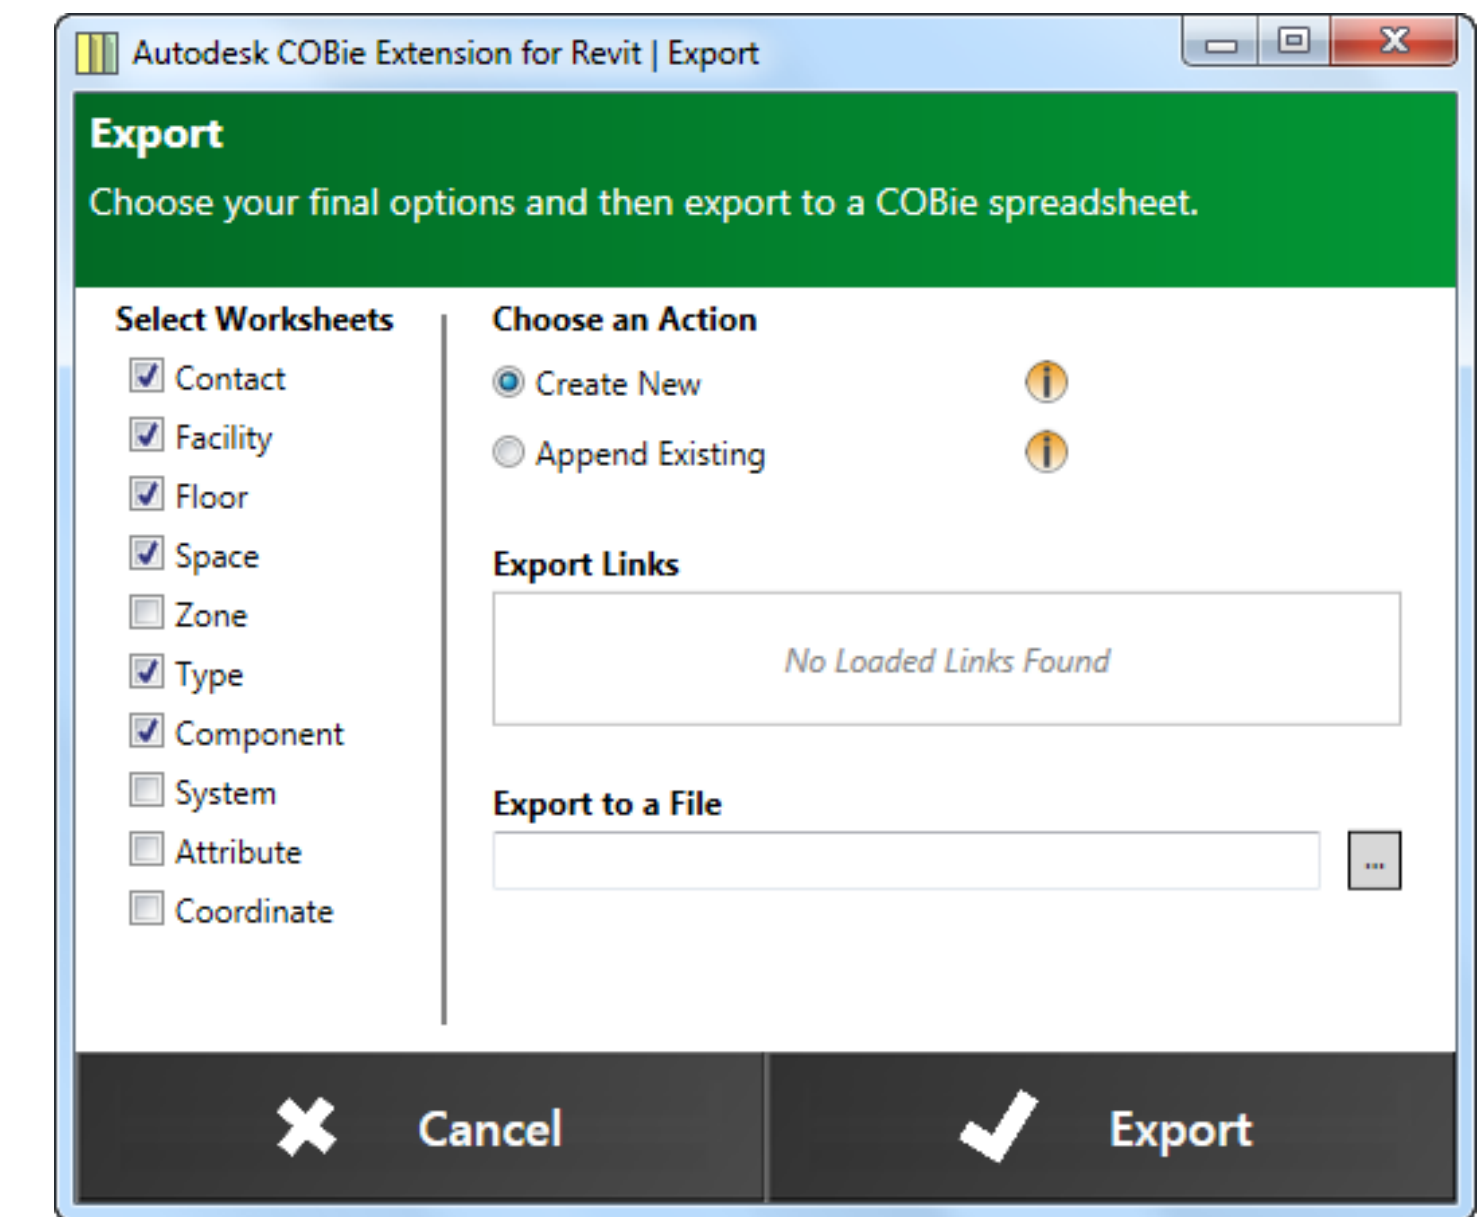 Autodesk COBie Extension for Revit | Export
Export
Choose your final options and then export to a COBie spreadsheet.
Select Worksheets
Contact
Facility
Floor
Space
Zone
Type
Component
System
Attribute
Coordinate
Choose an Action
Create New
Append Existing
Export Links
No Loaded Links Found
Export to a File
...
Cancel
Export